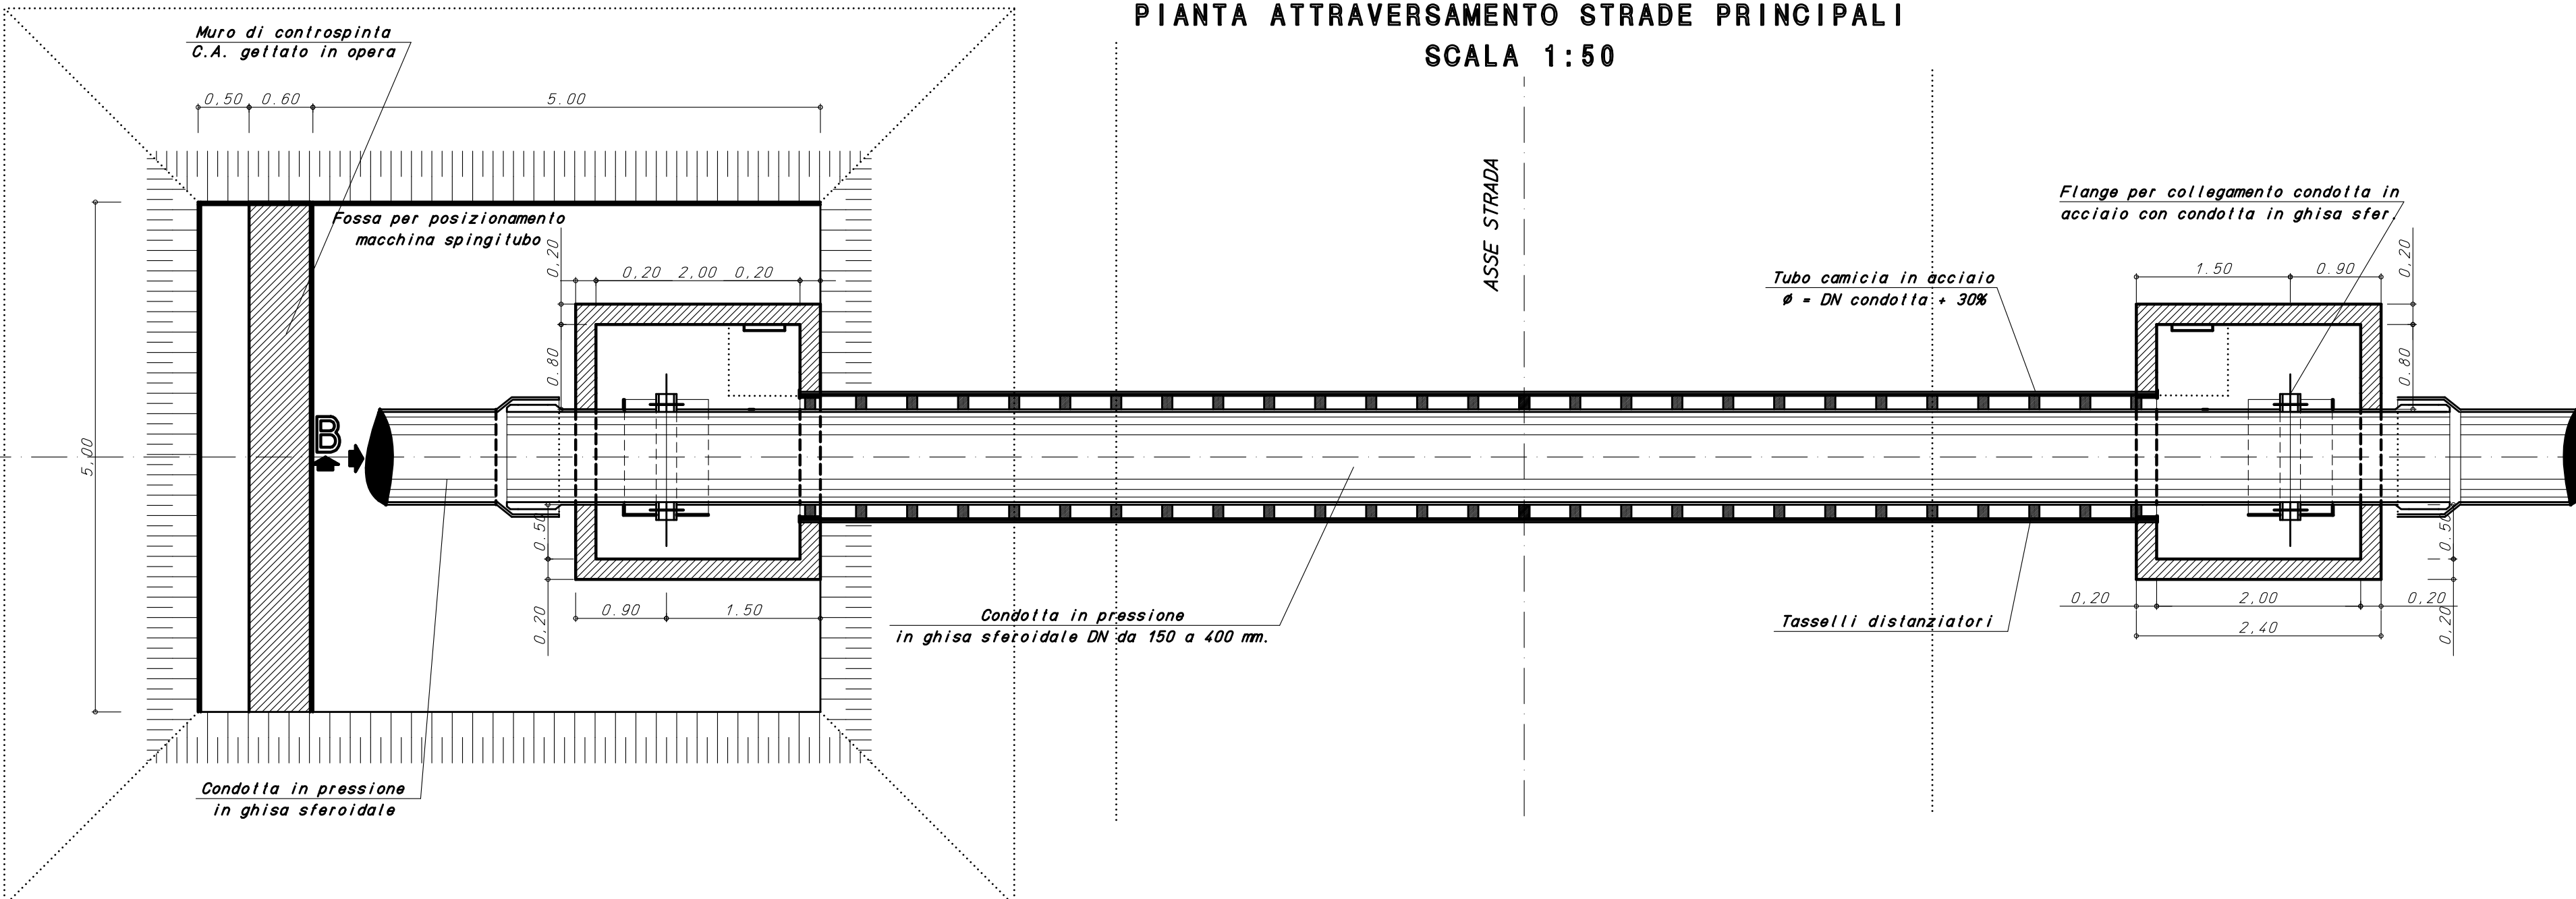 PIANTA ATTRAVERSAMENTO STRADE PRINCIPALI
SCALA 1:50
Muro di controspinta
C.A. gettato in opera
0,50 0.60 5.00
Fossa per posizionamento
macchina spingitubo
0,20
0,20 2,00 0,20
0.80
5,00
B
0.50
0,20
0.90 1.50
Condotta in pressione
in ghisa sferoidale
Condotta in pressione
in ghisa sferoidale DN da 150 a 400 mm.
ASSE STRADA
Tubo camicia in acciaio
ø = DN condotta + 30%
Flange per collegamento condotta in
acciaio con condotta in ghisa sfer.
1.50 0.90
0,20
0.80
Tasselli distanziatori
0.50
0,20 2,00 0,20
2,40
0,20